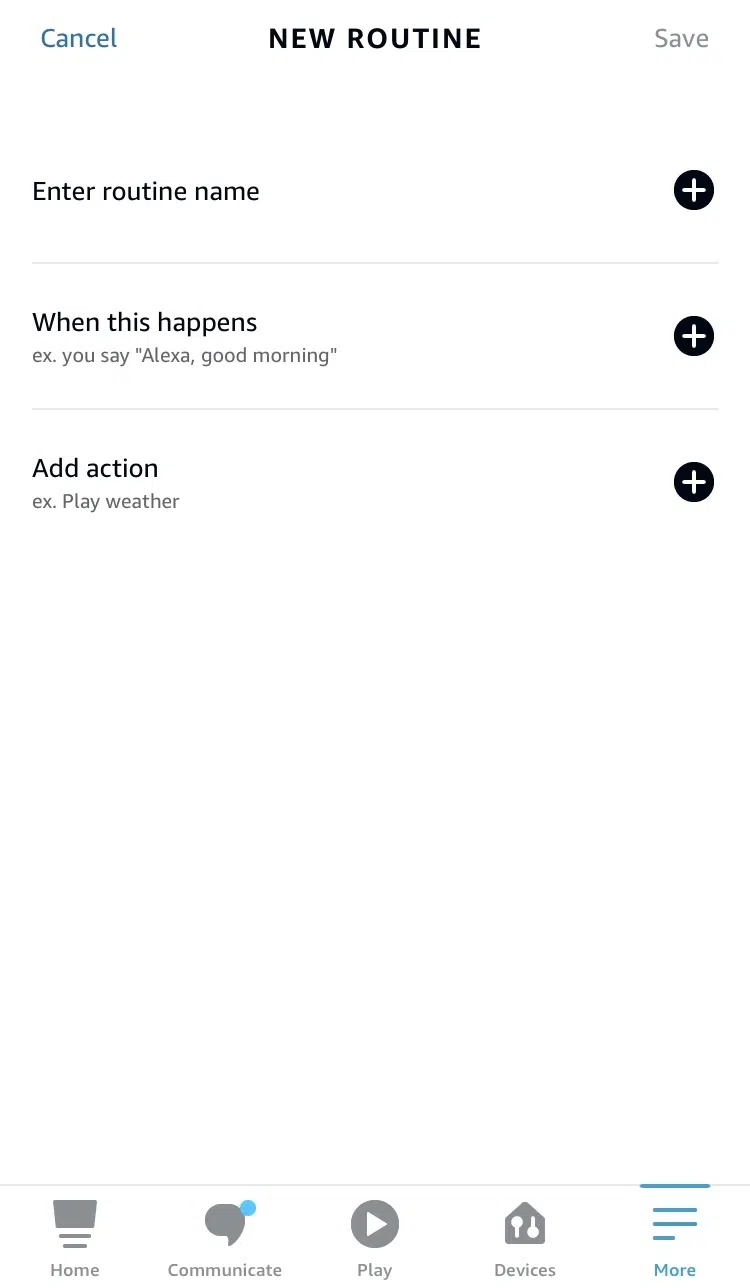 Cancel NEW ROUTINE Save
Enter routine name
When this happens
ex. you say "Alexa, good morning"
Add action
ex. Play weather
Home Communicate Play Devices More